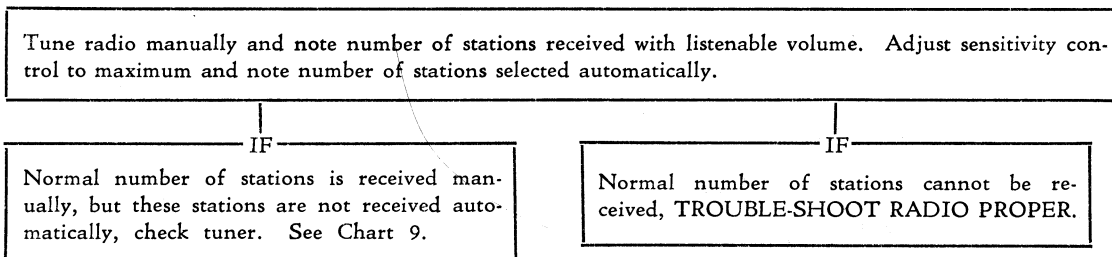 Tune radio manually and note number of stations received with listenable volume. Adjust sensitivity con-
trol to maximum and note number of stations selected automatically.
IF
Normal number of stations is received man-
ually, but these stations are not received auto-
matically, check tuner. See Chart 9.
IF
Normal number of stations cannot be re-
ceived, TROUBLE-SHOOT RADIO PROPER.